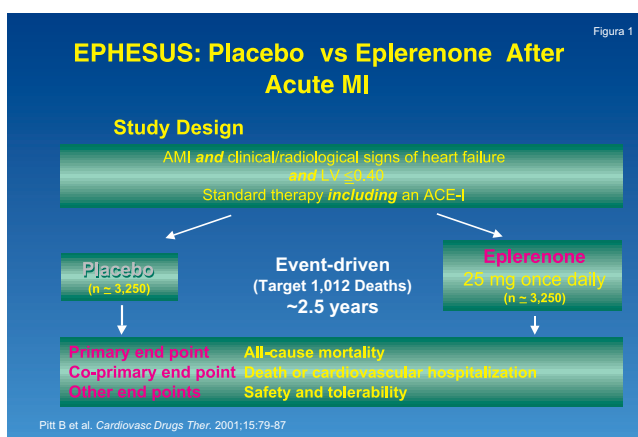 Figura 1
EPHESUS: Placebo vs Eplerenone After
Acute MI
Study Design
AMI and clinical/radiological signs of heart failure
and LV ≤0.40
Standard therapy including an ACE-I
Placebo
(n ≃ 3,250)
Event-driven
(Target 1,012 Deaths)
~2.5 years
Eplerenone
25 mg once daily
(n ≃ 3,250)
Primary end point All-cause mortality
Co-primary end point Death or cardiovascular hospitalization
Other end points Safety and tolerability
Pitt B et al. Cardiovasc Drugs Ther. 2001;15:79-87